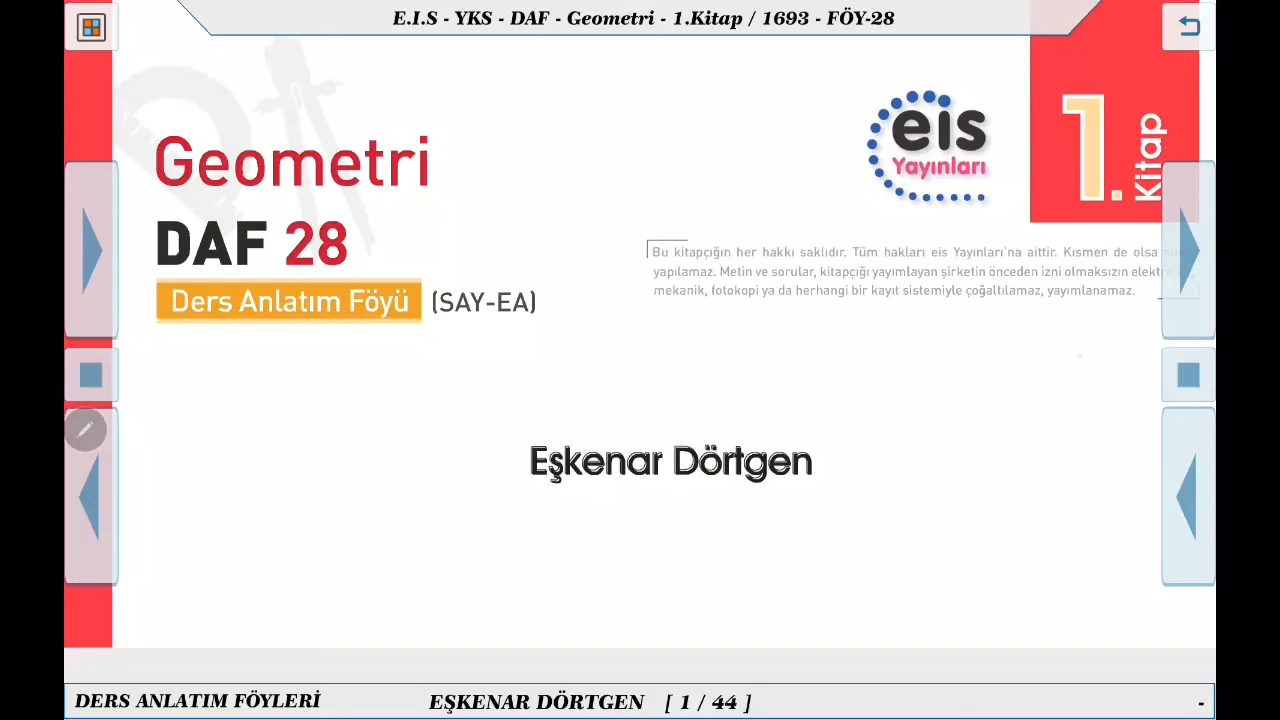 E.I.S - YKS - DAF - Geometri - 1.Kitap / 1693 - FÖY-28
eis
Yayınları
1.
Kitap
Geometri
DAF 28
Ders Anlatım Föyü (SAY-EA)
Bu kitapçığın her hakkı saklıdır. Tüm hakları eis Yayınları'na aittir. Kısmen de olsa
yapılamaz. Metin ve sorular, kitapçığı yayımlayan şirketin önceden izni olmaksızın
mekanik, fotokopi ya da herhangi bir kayıt sistemiyle çoğaltılamaz, yayımlanamaz.
Eşkenar Dörtgen
DERS ANLATIM FÖYLERİ EŞKENAR DÖRTGEN [ 1 / 44 ] -